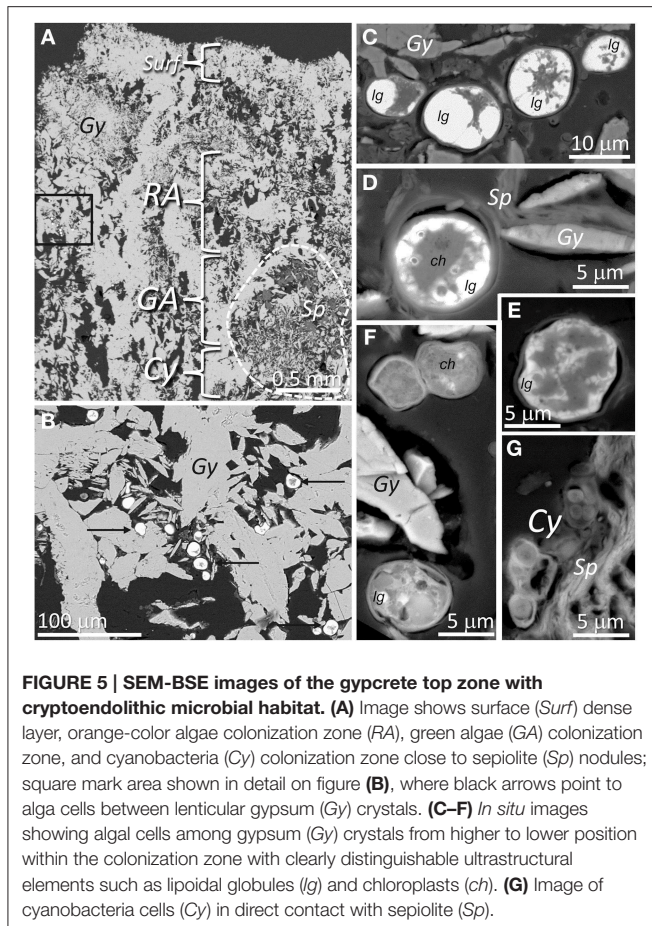 A
Surf
Gy
RA
GA
Sp
Cy
0.5 mm
B
Gy
100 μm
C
Gy
lg
lg
lg
lg
10 μm
D
Sp
Gy
ch
lg
5 μm
E
lg
5 μm
F
ch
Gy
lg
5 μm
G
Cy
Sp
5 μm
FIGURE 5 | SEM-BSE images of the gypcrete top zone with
cryptoendolithic microbial habitat. (A) Image shows surface (Surf) dense
layer, orange-color algae colonization zone (RA), green algae (GA) colonization
zone, and cyanobacteria (Cy) colonization zone close to sepiolite (Sp) nodules;
square mark area shown in detail on figure (B), where black arrows point to
alga cells between lenticular gypsum (Gy) crystals. (C–F) In situ images
showing algal cells among gypsum (Gy) crystals from higher to lower position
within the colonization zone with clearly distinguishable ultrastructural
elements such as lipoidal globules (lg) and chloroplasts (ch). (G) Image of
cyanobacteria cells (Cy) in direct contact with sepiolite (Sp).